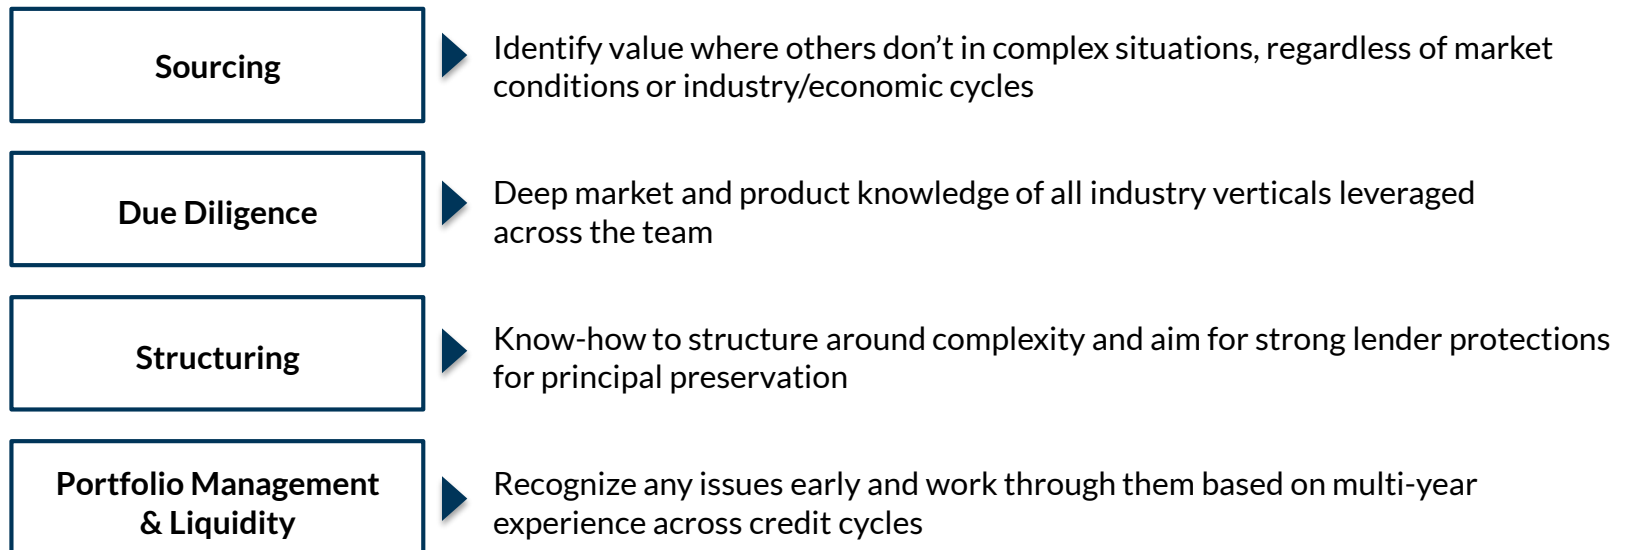 Sourcing
Identify value where others don’t in complex situations, regardless of market
conditions or industry/economic cycles
Due Diligence
Deep market and product knowledge of all industry verticals leveraged
across the team
Structuring
Know-how to structure around complexity and aim for strong lender protections
for principal preservation
Portfolio Management
& Liquidity
Recognize any issues early and work through them based on multi-year
experience across credit cycles